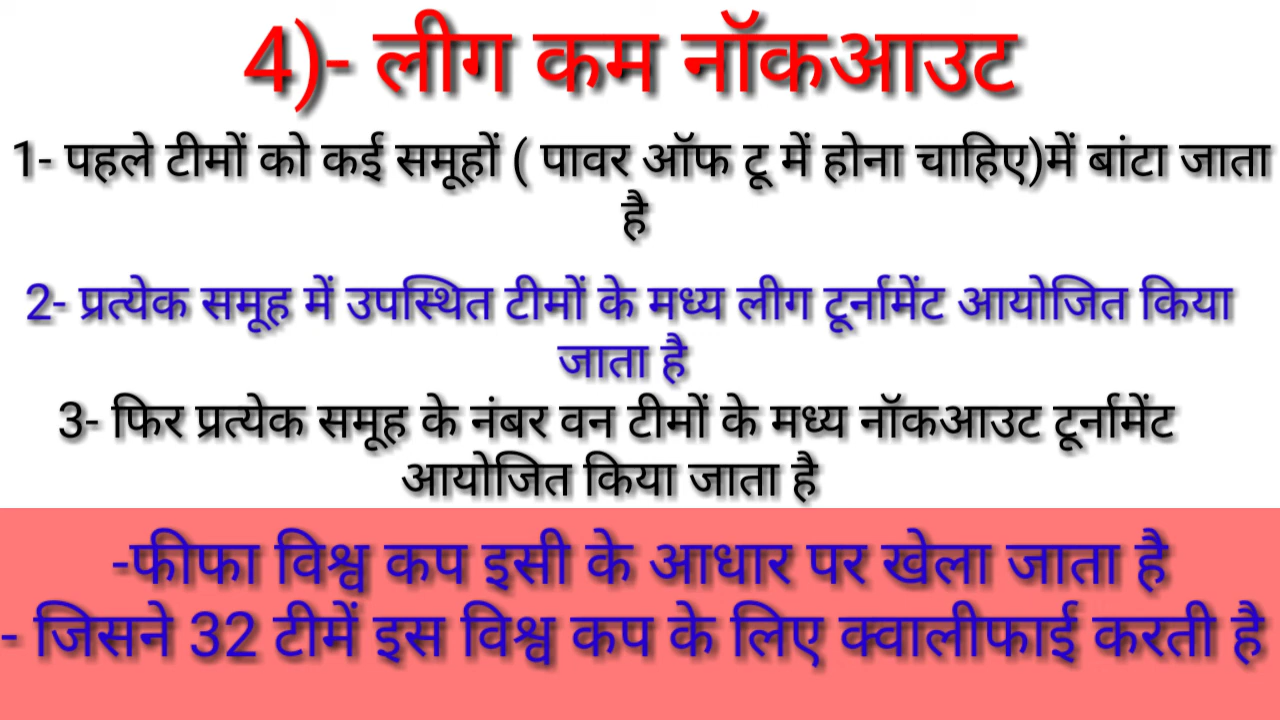 4)- लीग कम नॉकआउट
1- पहले टीमों को कई समूहों ( पावर ऑफ टू में होना चाहिए)में बांटा जाता
है
2- प्रत्येक समूह में उपस्थित टीमों के मध्य लीग टूर्नामेंट आयोजित किया
जाता है
3- फिर प्रत्येक समूह के नंबर वन टीमों के मध्य नॉकआउट टूर्नामेंट
आयोजित किया जाता है
-फीफा विश्व कप इसी के आधार पर खेला जाता है
- जिसने 32 टीमें इस विश्व कप के लिए क्वालीफाई करती है